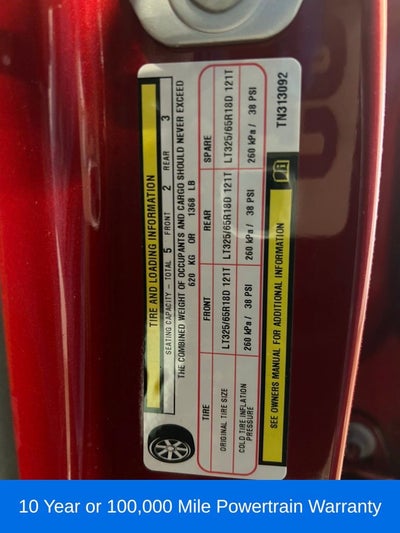 TIRE AND LOADING INFORMATION
SEATING CAPACITY - TOTAL 5 FRONT 2 REAR 3
THE COMBINED WEIGHT OF OCCUPANTS AND CARGO SHOULD NEVER EXCEED
620 KG OR 1368 LB
TIRE FRONT REAR SPARE
ORIGINAL TIRE SIZE LT325/65R18D 121T LT325/65R18D 121T LT325/65R18D 121T
COLD TIRE INFLATION PRESSURE 260 kPa / 38 PSI 260 kPa / 38 PSI 260 kPa / 38 PSI
SEE OWNERS MANUAL FOR ADDITIONAL INFORMATION
TN313092
10 Year or 100,000 Mile Powertrain Warranty